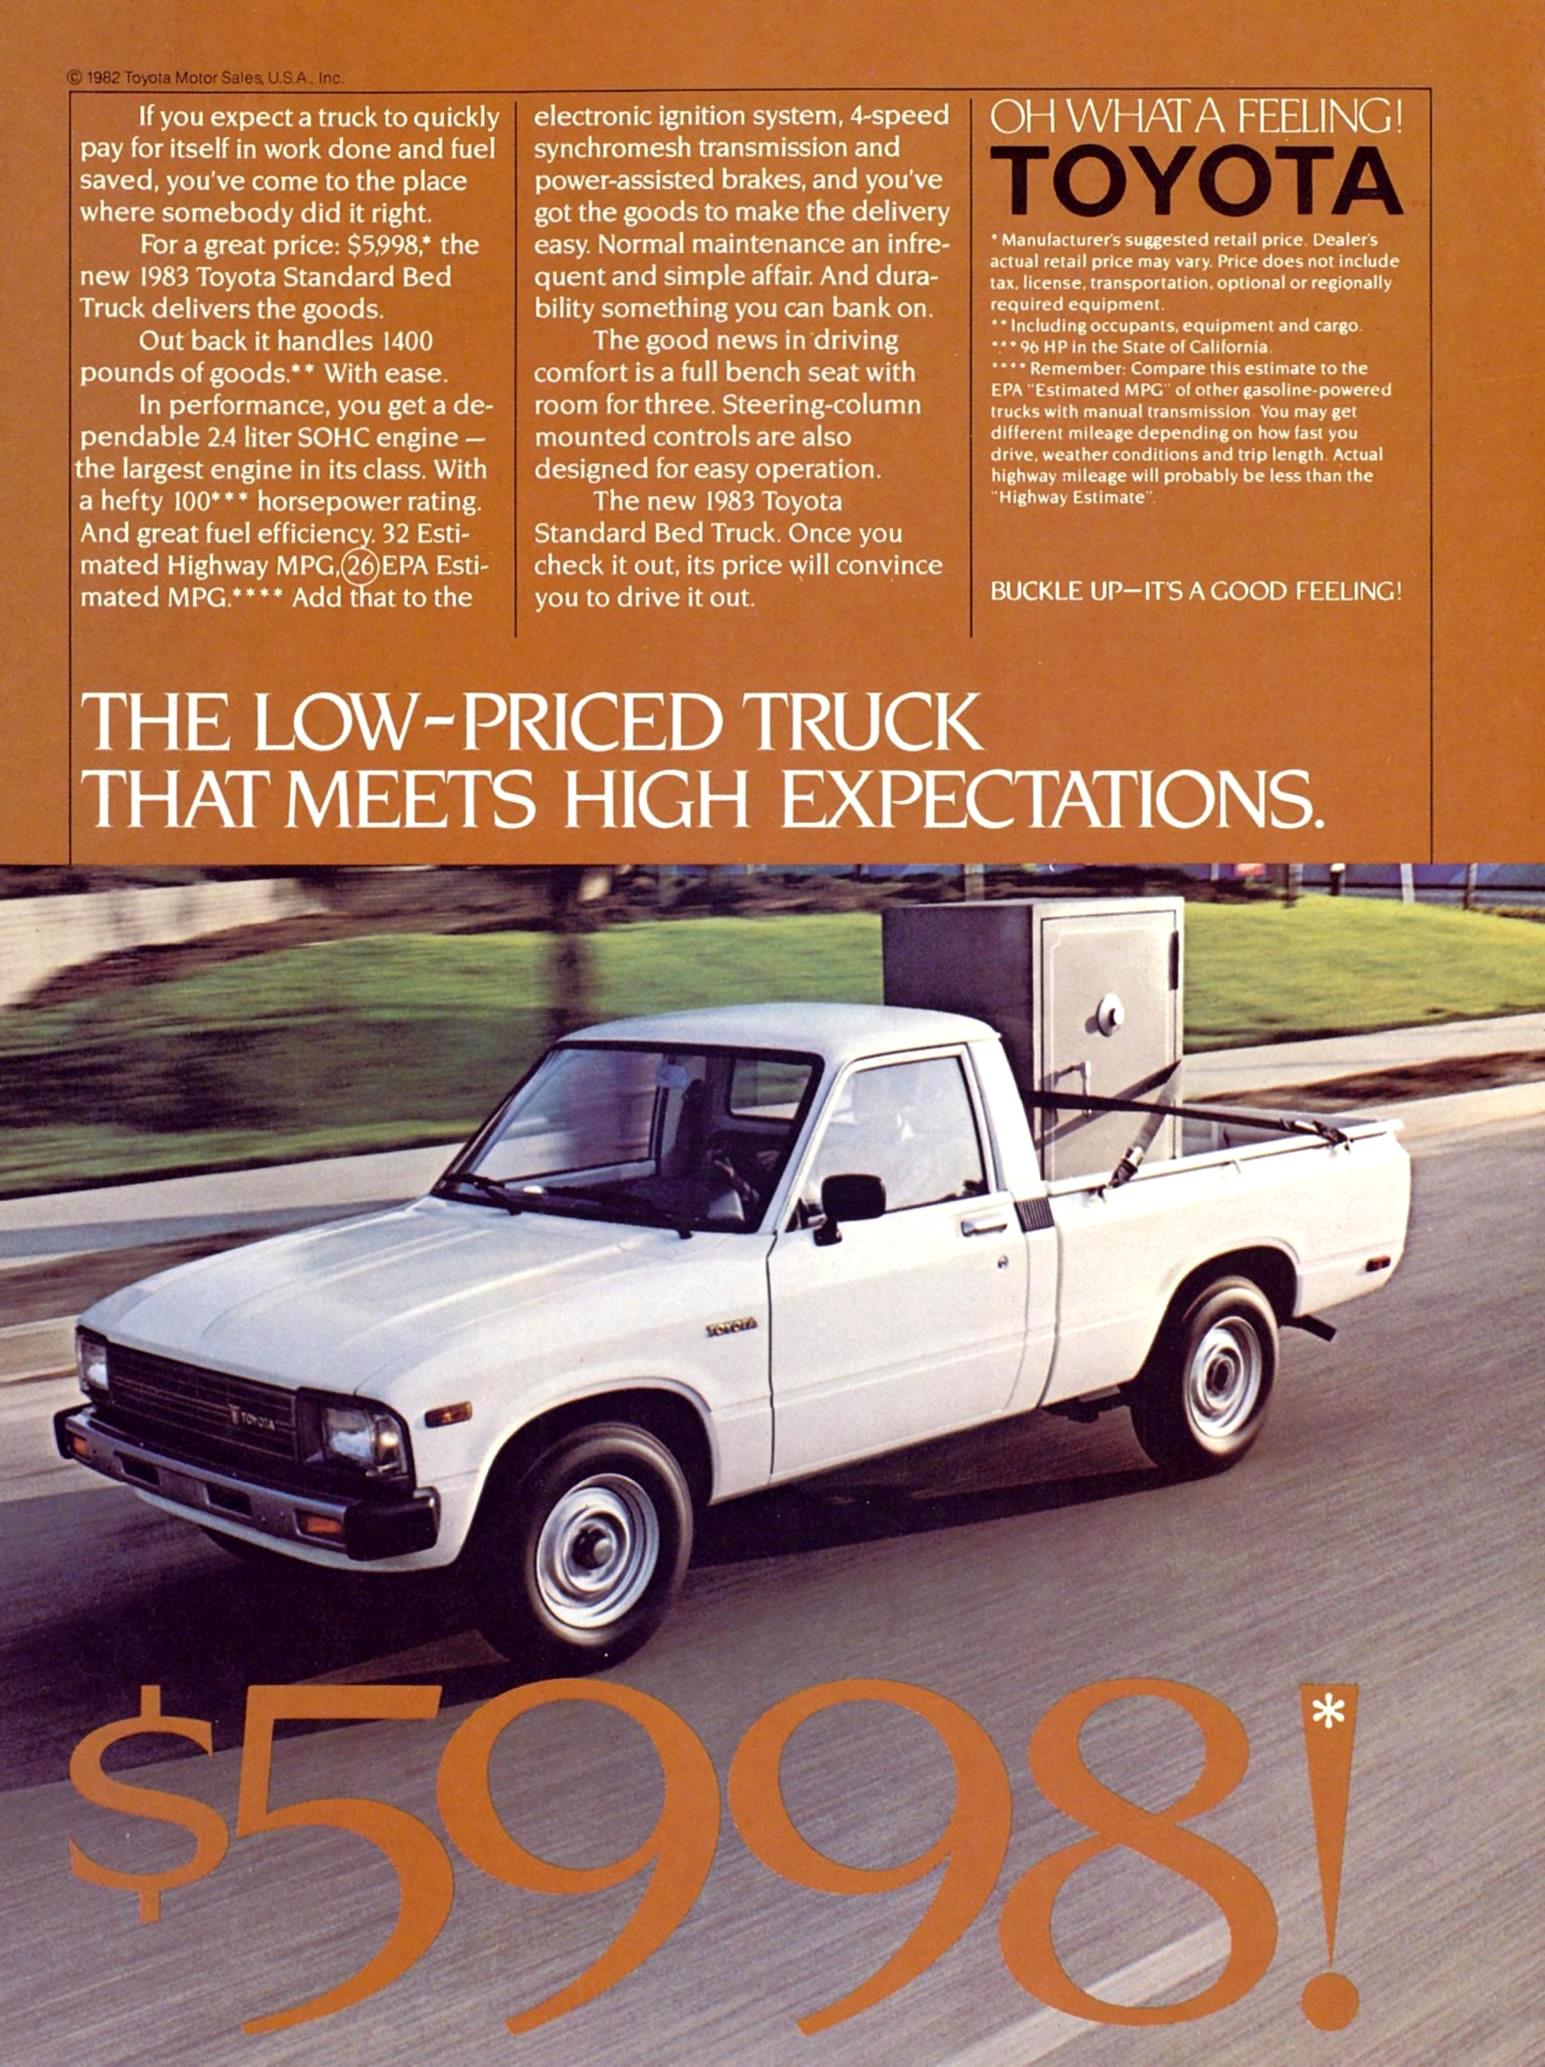 © 1982 Toyota Motor Sales, U.S.A., Inc.
If you expect a truck to quickly
pay for itself in work done and fuel
saved, you've come to the place
where somebody did it right.
For a great price: $5,998,* the
new 1983 Toyota Standard Bed
Truck delivers the goods.
Out back it handles 1400
pounds of goods.** With ease.
In performance, you get a de-
pendable 2.4 liter SOHC engine —
the largest engine in its class. With
a hefty 100*** horsepower rating.
And great fuel efficiency. 32 Esti-
mated Highway MPG, 26 EPA Esti-
mated MPG.**** Add that to the
electronic ignition system, 4-speed
synchromesh transmission and
power-assisted brakes, and you've
got the goods to make the delivery
easy. Normal maintenance an infre-
quent and simple affair. And dura-
bility something you can bank on.
The good news in driving
comfort is a full bench seat with
room for three. Steering-column
mounted controls are also
designed for easy operation.
The new 1983 Toyota
Standard Bed Truck. Once you
check it out, its price will convince
you to drive it out.
OH WHAT A FEELING!
TOYOTA
* Manufacturer's suggested retail price. Dealer's
actual retail price may vary. Price does not include
tax, license, transportation, optional or regionally
required equipment.
** Including occupants, equipment and cargo.
*** 96 HP in the State of California.
**** Remember: Compare this estimate to the
EPA "Estimated MPG" of other gasoline-powered
trucks with manual transmission. You may get
different mileage depending on how fast you
drive, weather conditions and trip length. Actual
highway mileage will probably be less than the
"Highway Estimate".
BUCKLE UP—IT'S A GOOD FEELING!
THE LOW-PRICED TRUCK
THAT MEETS HIGH EXPECTATIONS.
TOYOTA
TOYOTA
$5998!*